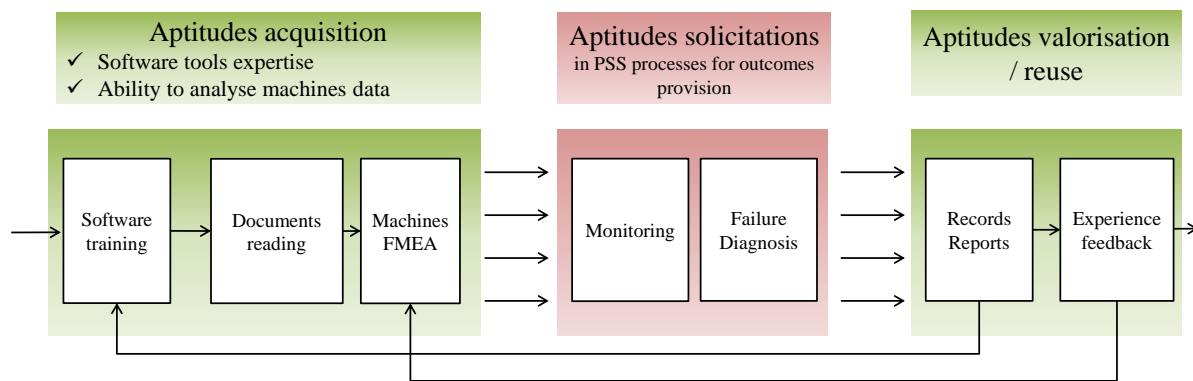 Aptitudes acquisition
✓ Software tools expertise
✓ Ability to analyse machines data
Aptitudes solicitations
in PSS processes for outcomes
provision
Aptitudes valorisation
/ reuse
Software
training
Documents
reading
Machines
FMEA
Monitoring
Failure
Diagnosis
Records
Reports
Experience
feedback